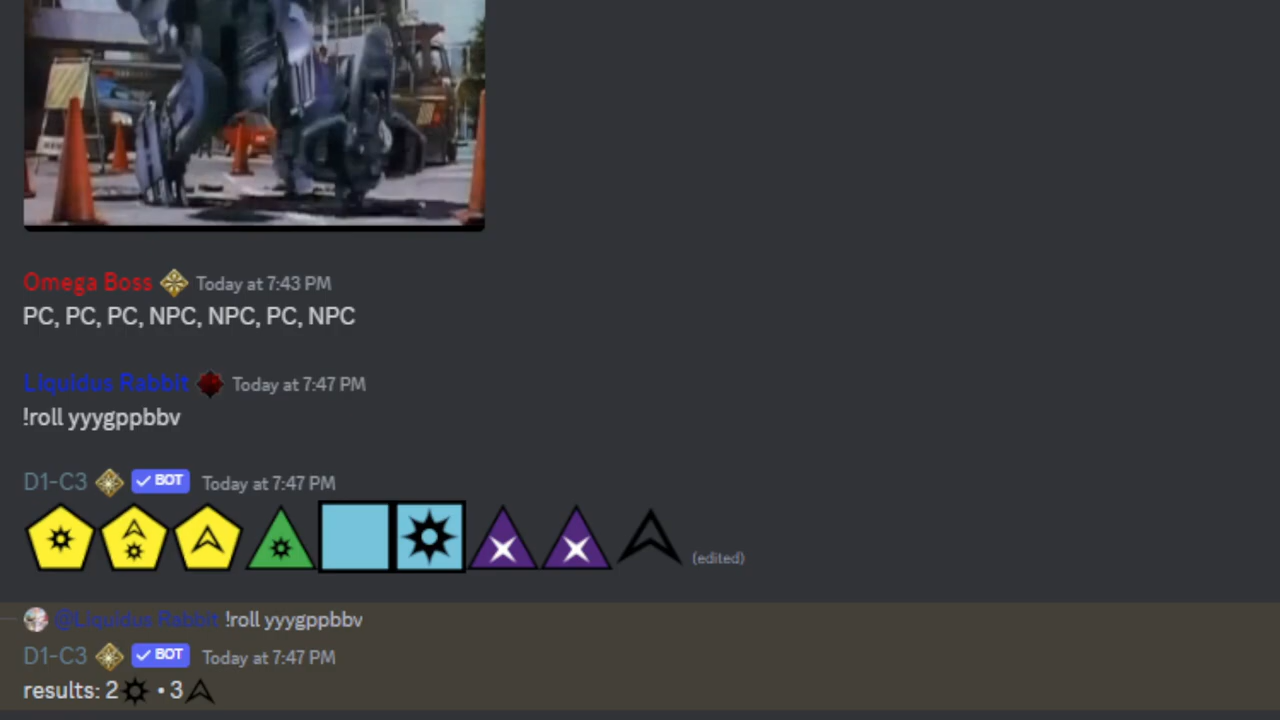 Omega Boss Today at 7:43 PM
PC, PC, PC, NPC, NPC, PC, NPC
Liquidus Rabbit Today at 7:47 PM
!roll yyygppbbv
D1-C3 BOT Today at 7:47 PM
(edited)
@Liquidus Rabbit !roll yyygppbbv
D1-C3 BOT Today at 7:47 PM
results: 2 • 3